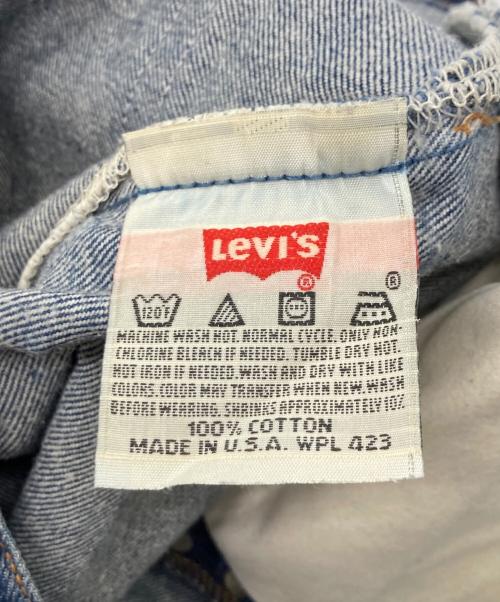 LEVI'S
®
®
120F
MACHINE WASH HOT. NORMAL CYCLE. ONLY NON-
CHLORINE BLEACH IF NEEDED. TUMBLE DRY HOT.
HOT IRON IF NEEDED. WASH AND DRY WITH LIKE
COLORS. COLOR MAY TRANSFER WHEN NEW. WASH
BEFORE WEARING. SHRINKS APPROXIMATELY 10%
100% COTTON
MADE IN U.S.A. WPL 423